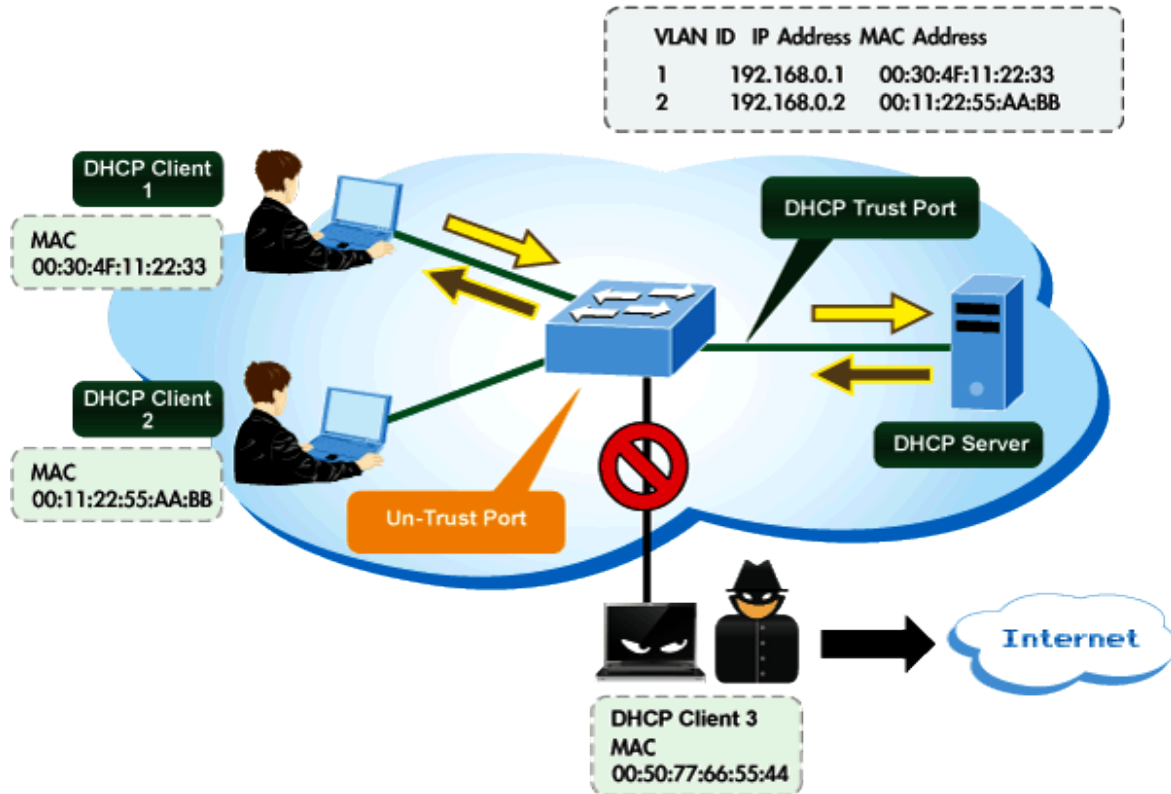 VLAN ID IP Address MAC Address
1 192.168.0.1 00:30:4F:11:22:33
2 192.168.0.2 00:11:22:55:AA:BB
DHCP Client
1
MAC
00:30:4F:11:22:33
DHCP Trust Port
DHCP Client
2
MAC
00:11:22:55:AA:BB
DHCP Server
Un-Trust Port
Internet
DHCP Client 3
MAC
00:50:77:66:55:44